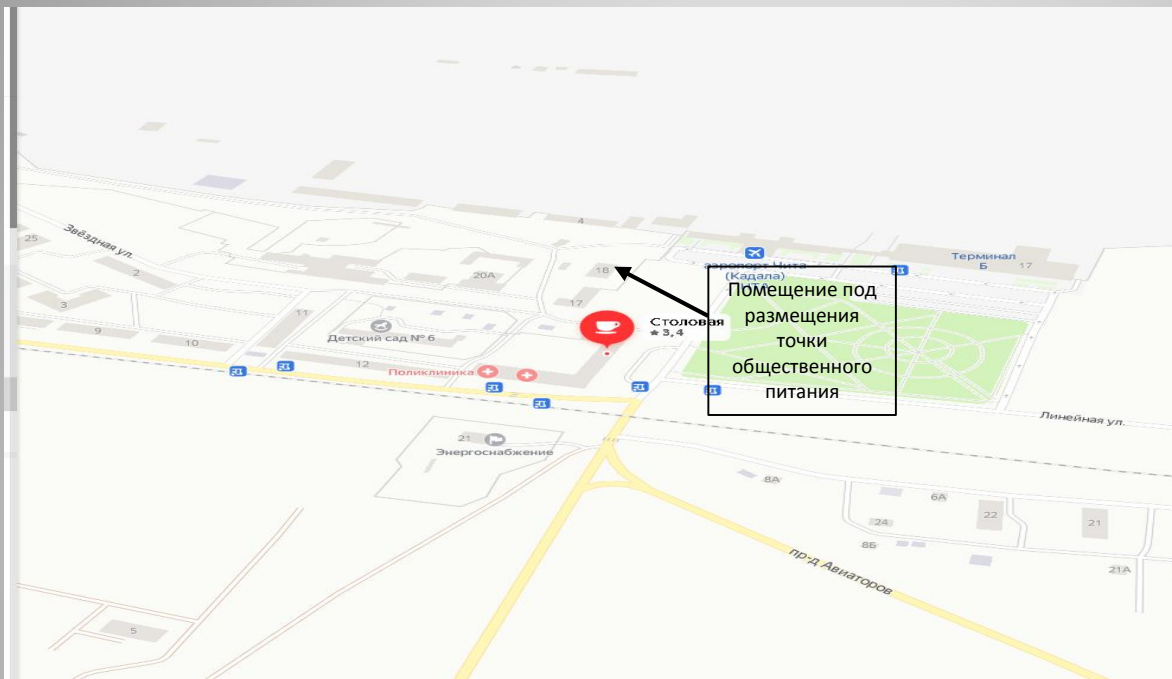 4
Звёздная ул.
25
2
20А
18
аэропорт Чита
(Кадала)
Терминал
Б
17
Помещение под
размещения
точки
общественного
питания
3
17
11
Столовая
★ 3,4
9
10
Детский сад № 6
12
Поликлиника
Линейная ул.
21
Энергоснабжение
8А
6А
22
24
21
8Б
пр-д Авиаторов
21А
5